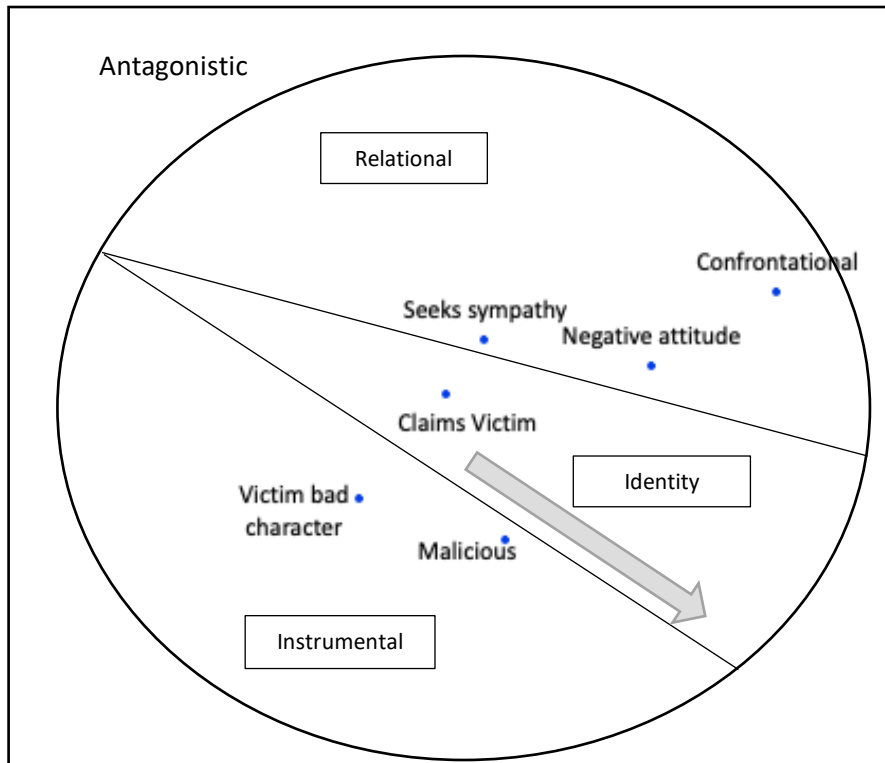 Antagonistic
Relational
Confrontational
Seeks sympathy
Negative attitude
Claims Victim
Identity
Victim bad
character
Malicious
Instrumental